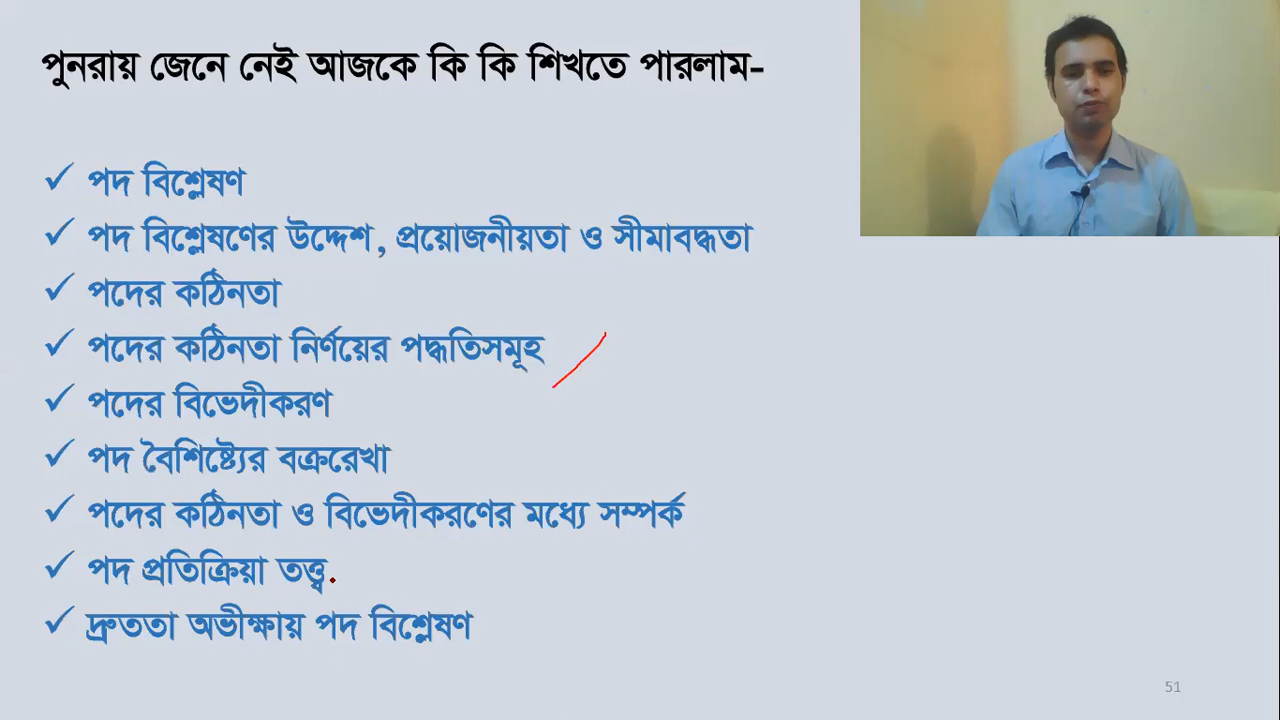 পুনরায় জেনে নেই আজকে কি কি শিখতে পারলাম-
✓ পদ বিশ্লেষণ
✓ পদ বিশ্লেষণের উদ্দেশ, প্রয়োজনীয়তা ও সীমাবদ্ধতা
✓ পদের কঠিনতা
✓ পদের কঠিনতা নির্ণয়ের পদ্ধতিসমূহ
✓ পদের বিভেদীকরণ
✓ পদ বৈশিষ্ট্যের বক্ররেখা
✓ পদের কঠিনতা ও বিভেদীকরণের মধ্যে সম্পর্ক
✓ পদ প্রতিক্রিয়া তত্ত্ব.
✓ দ্রুততা অভীক্ষায় পদ বিশ্লেষণ
51